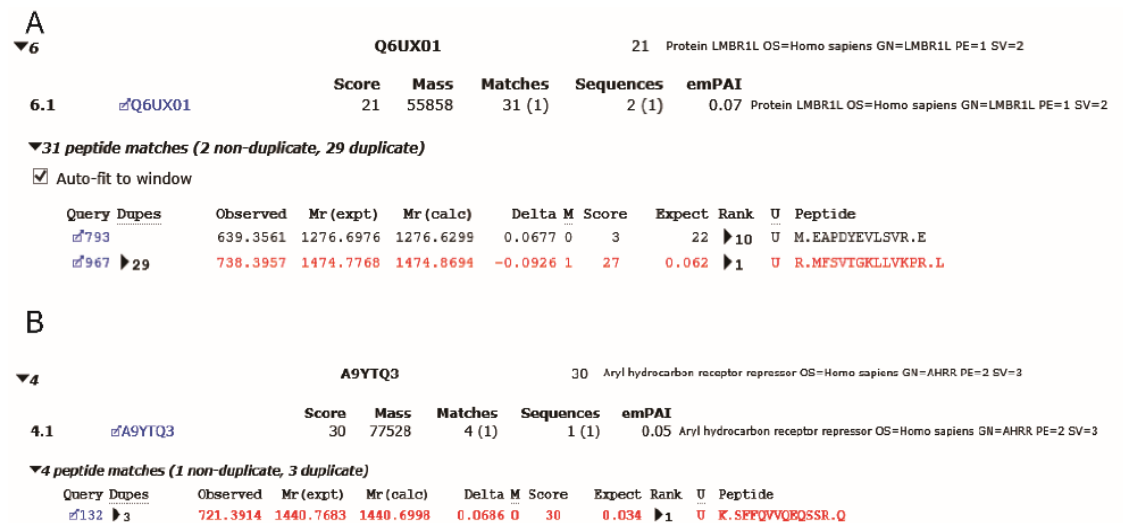 A
▼6 Q6UX01 21 Protein LMBR1L OS=Homo sapiens GN=LMBR1L PE=1 SV=2
Score Mass Matches Sequences emPAI
6.1 Q6UX01 21 55858 31 (1) 2 (1) 0.07 Protein LMBR1L OS=Homo sapiens GN=LMBR1L PE=1 SV=2
▼31 peptide matches (2 non-duplicate, 29 duplicate)
Auto-fit to window
Query Dupes Observed Mr(expt) Mr(calc) Delta M Score Expect Rank U Peptide
793 639.3561 1276.6976 1276.6299 0.0677 0 3 22 ▶10 U M.EAPDYEVLSVR.E
967 ▶29 738.3957 1474.7768 1474.8694 -0.0926 1 27 0.062 ▶1 U R.MFSVTGKLLVKPR.L
B
▼4 A9YTQ3 30 Aryl hydrocarbon receptor repressor OS=Homo sapiens GN=AHRR PE=2 SV=3
Score Mass Matches Sequences emPAI
4.1 A9YTQ3 30 77528 4 (1) 1 (1) 0.05 Aryl hydrocarbon receptor repressor OS=Homo sapiens GN=AHRR PE=2 SV=3
▼4 peptide matches (1 non-duplicate, 3 duplicate)
Query Dupes Observed Mr(expt) Mr(calc) Delta M Score Expect Rank U Peptide
132 ▶3 721.3914 1440.7683 1440.6998 0.0686 0 30 0.034 ▶1 U K.SFFQVVQEQSSR.Q